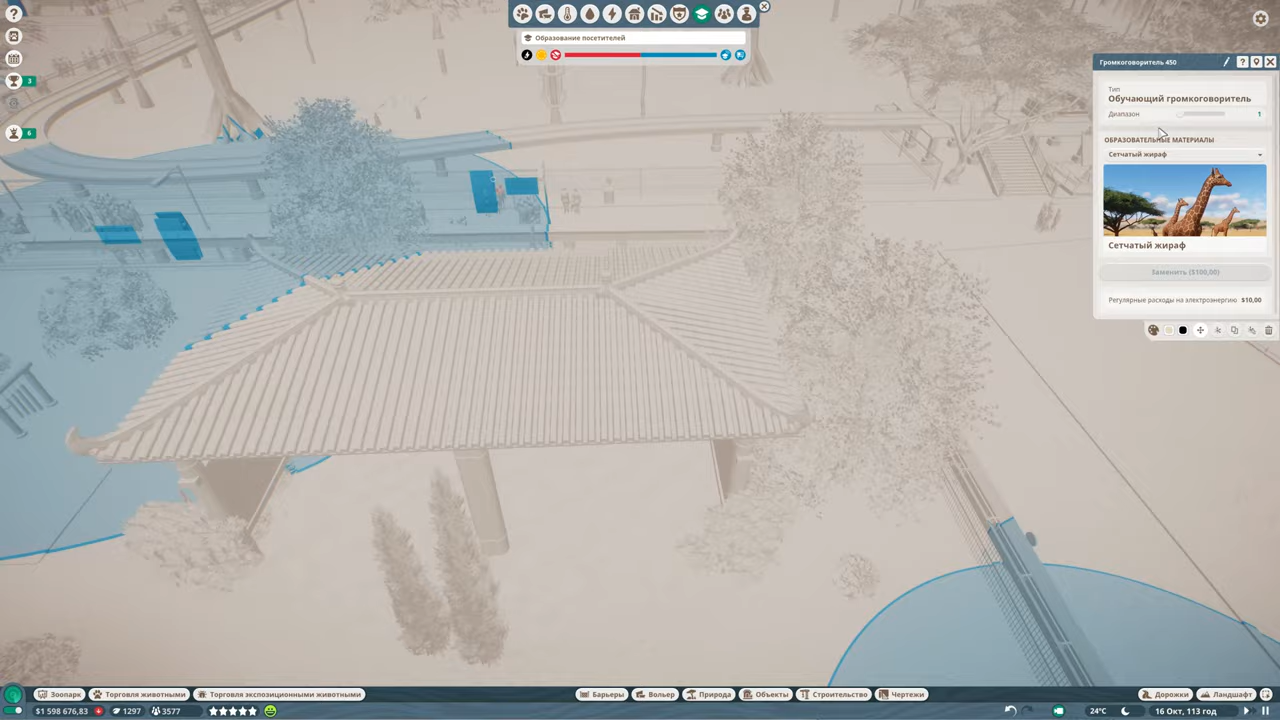 ?
Образование посетителей
3
6
Громкоговоритель 450
?
Тип
Обучающий громкоговоритель
Диапазон 1
ОБРАЗОВАТЕЛЬНЫЕ МАТЕРИАЛЫ
Сетчатый жираф
Сетчатый жираф
Заменить ($100,00)
Регулярные расходы на электроэнергию $10,00
Зоопарк Торговля животными Торговля экспозиционными животными Барьеры Вольер Природа Объекты Строительство Чертежи Дорожки Ландшафт
$1 598 676,83 1297 3577 24°C 16 Окт, 113 год